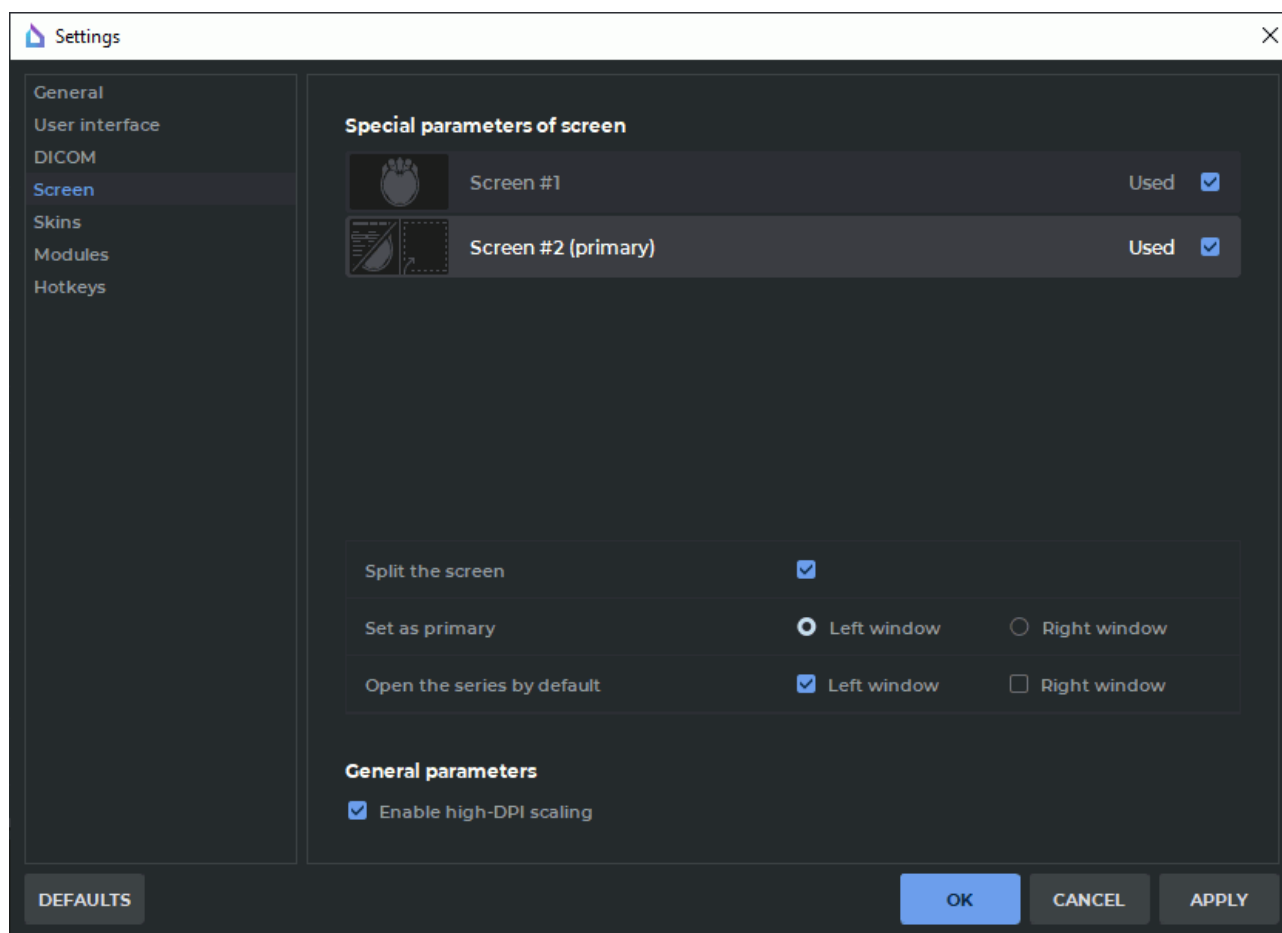 Settings
General
User interface
DICOM
Screen
Skins
Modules
Hotkeys
Special parameters of screen
Screen #1 Used
Screen #2 (primary) Used
Split the screen
Set as primary Left window Right window
Open the series by default Left window Right window
General parameters
Enable high-DPI scaling
DEFAULTS OK CANCEL APPLY